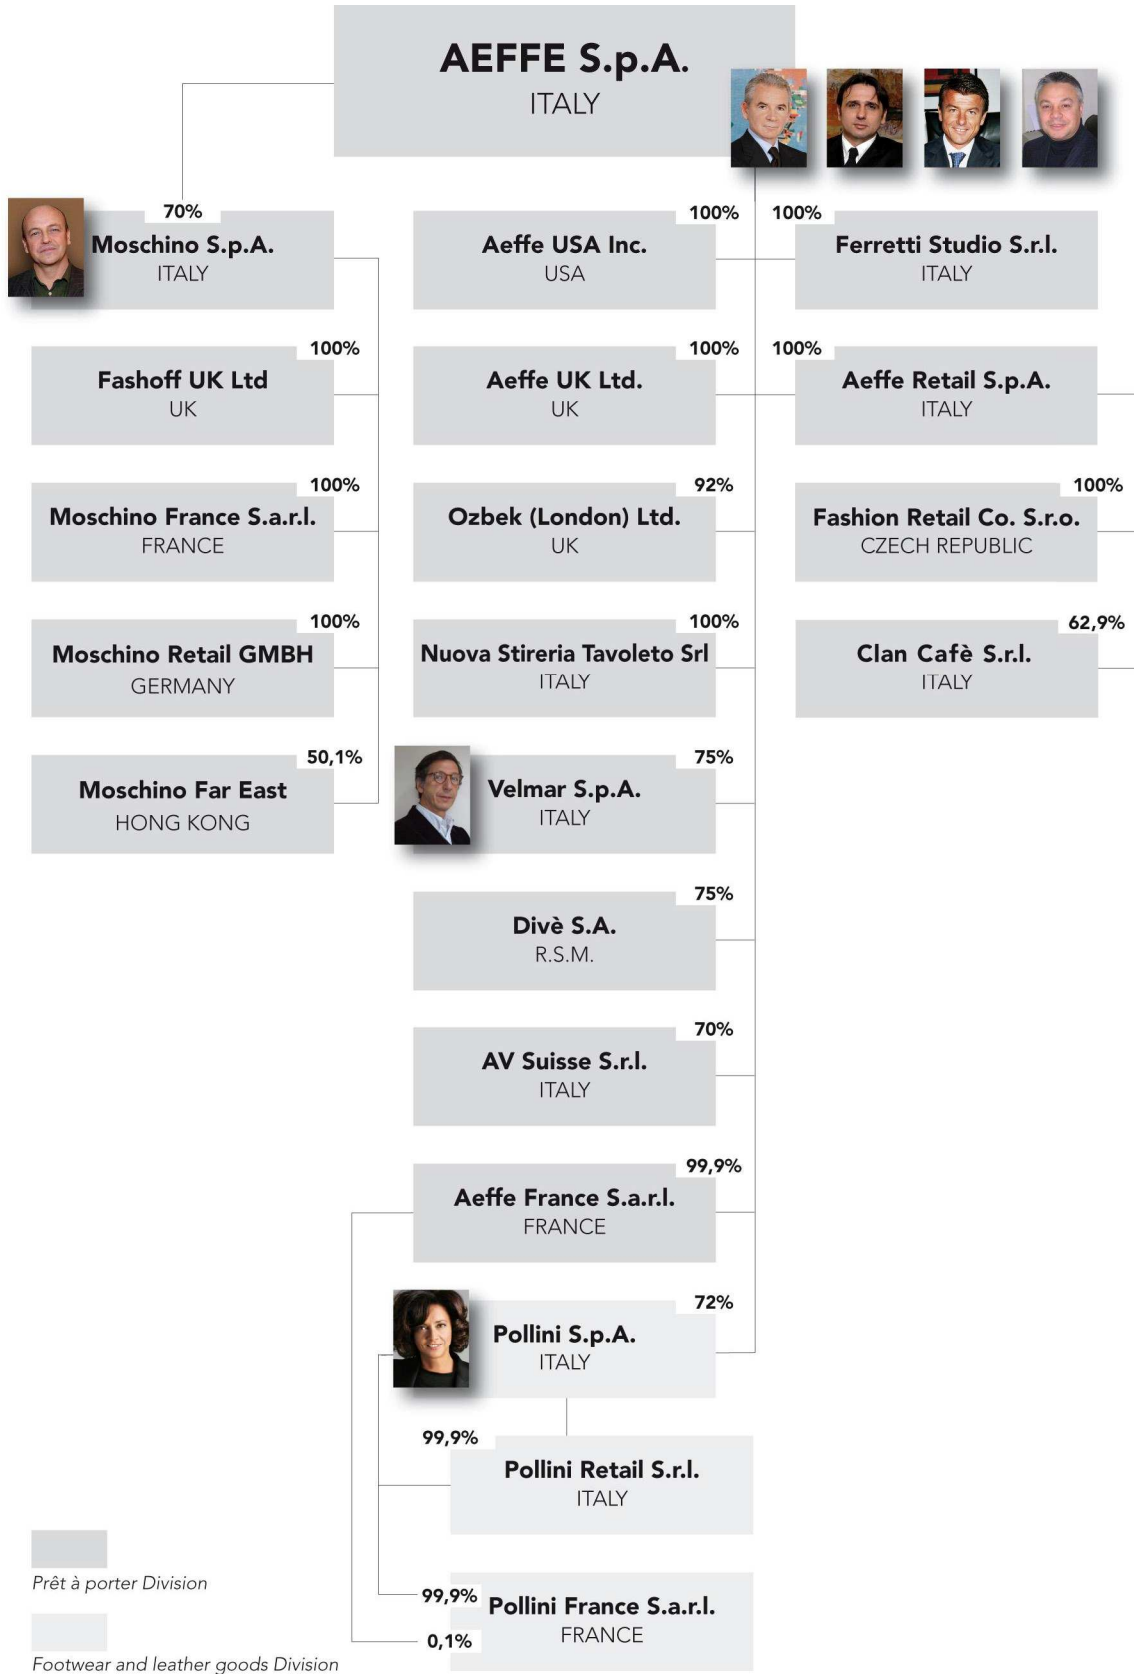 AEFFE S.p.A.
ITALY
70%
Moschino S.p.A.
ITALY
100%
Aeffe USA Inc.
USA
100%
Ferretti Studio S.r.l.
ITALY
100%
Fashoff UK Ltd
UK
100%
Aeffe UK Ltd.
UK
100%
Aeffe Retail S.p.A.
ITALY
100%
Moschino France S.a.r.l.
FRANCE
92%
Ozbek (London) Ltd.
UK
100%
Fashion Retail Co. S.r.o.
CZECH REPUBLIC
100%
Moschino Retail GMBH
GERMANY
100%
Nuova Stireria Tavoleto Srl
ITALY
62,9%
Clan Cafè S.r.l.
ITALY
50,1%
Moschino Far East
HONG KONG
75%
Velmar S.p.A.
ITALY
75%
Divè S.A.
R.S.M.
70%
AV Suisse S.r.l.
ITALY
99,9%
Aeffe France S.a.r.l.
FRANCE
72%
Pollini S.p.A.
ITALY
99,9%
Pollini Retail S.r.l.
ITALY
99,9%
Pollini France S.a.r.l.
FRANCE
0,1%
Prêt à porter Division
Footwear and leather goods Division